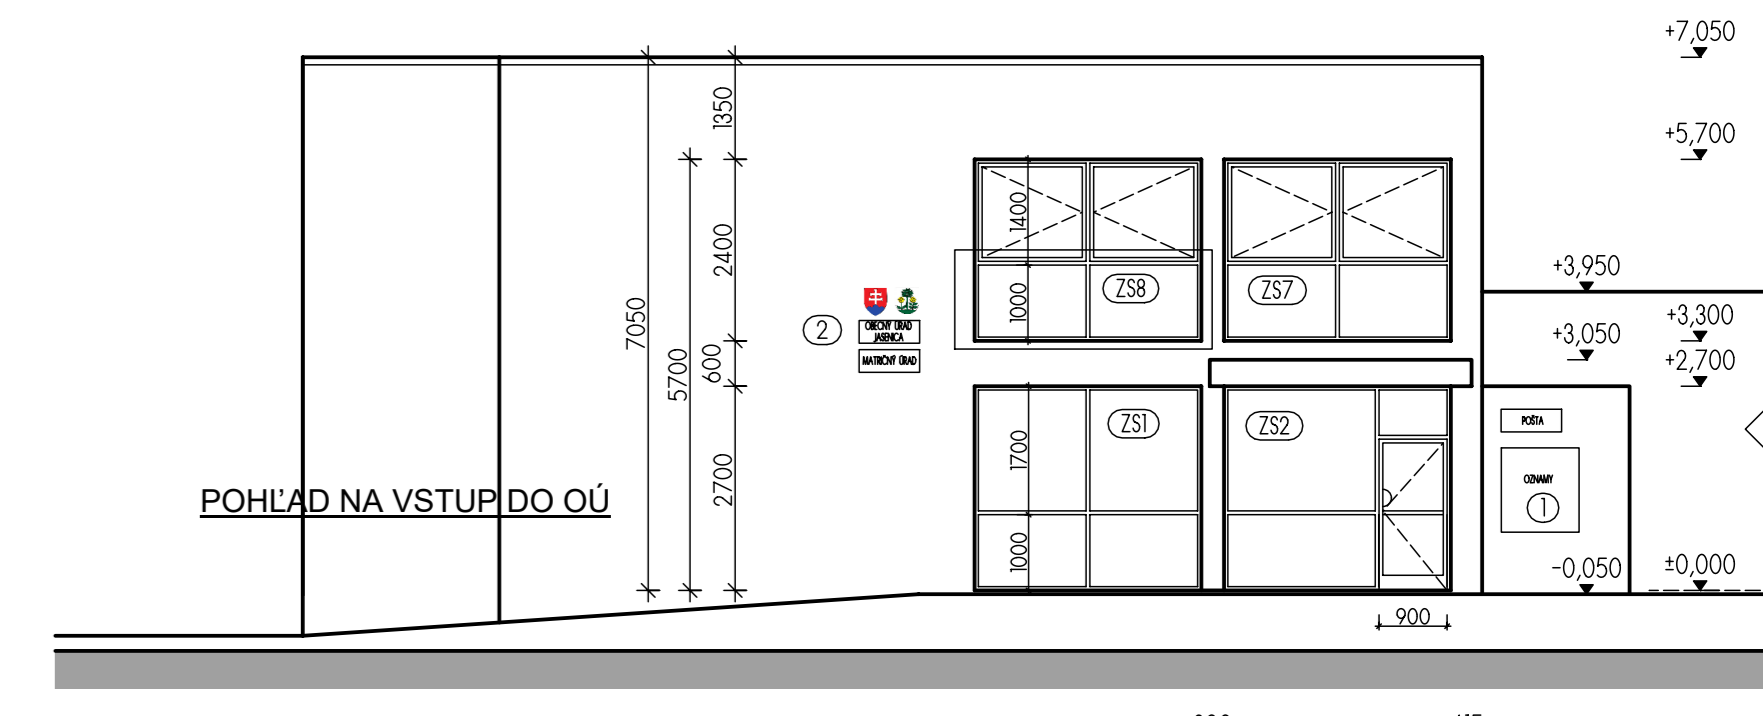 +7,050
1350
+5,700
1400
2400
+3,950
ZS8
ZS7
1000
7050
+3,300
2
OBECNÝ ÚRAD
JASENICA
+3,050
600
MATRIČNÝ ÚRAD
+2,700
5700
POŠTA
ZS1
ZS2
1700
2700
OZNAMY
POHĽAD NA VSTUP DO OÚ
1
1000
-0,050
±0,000
900